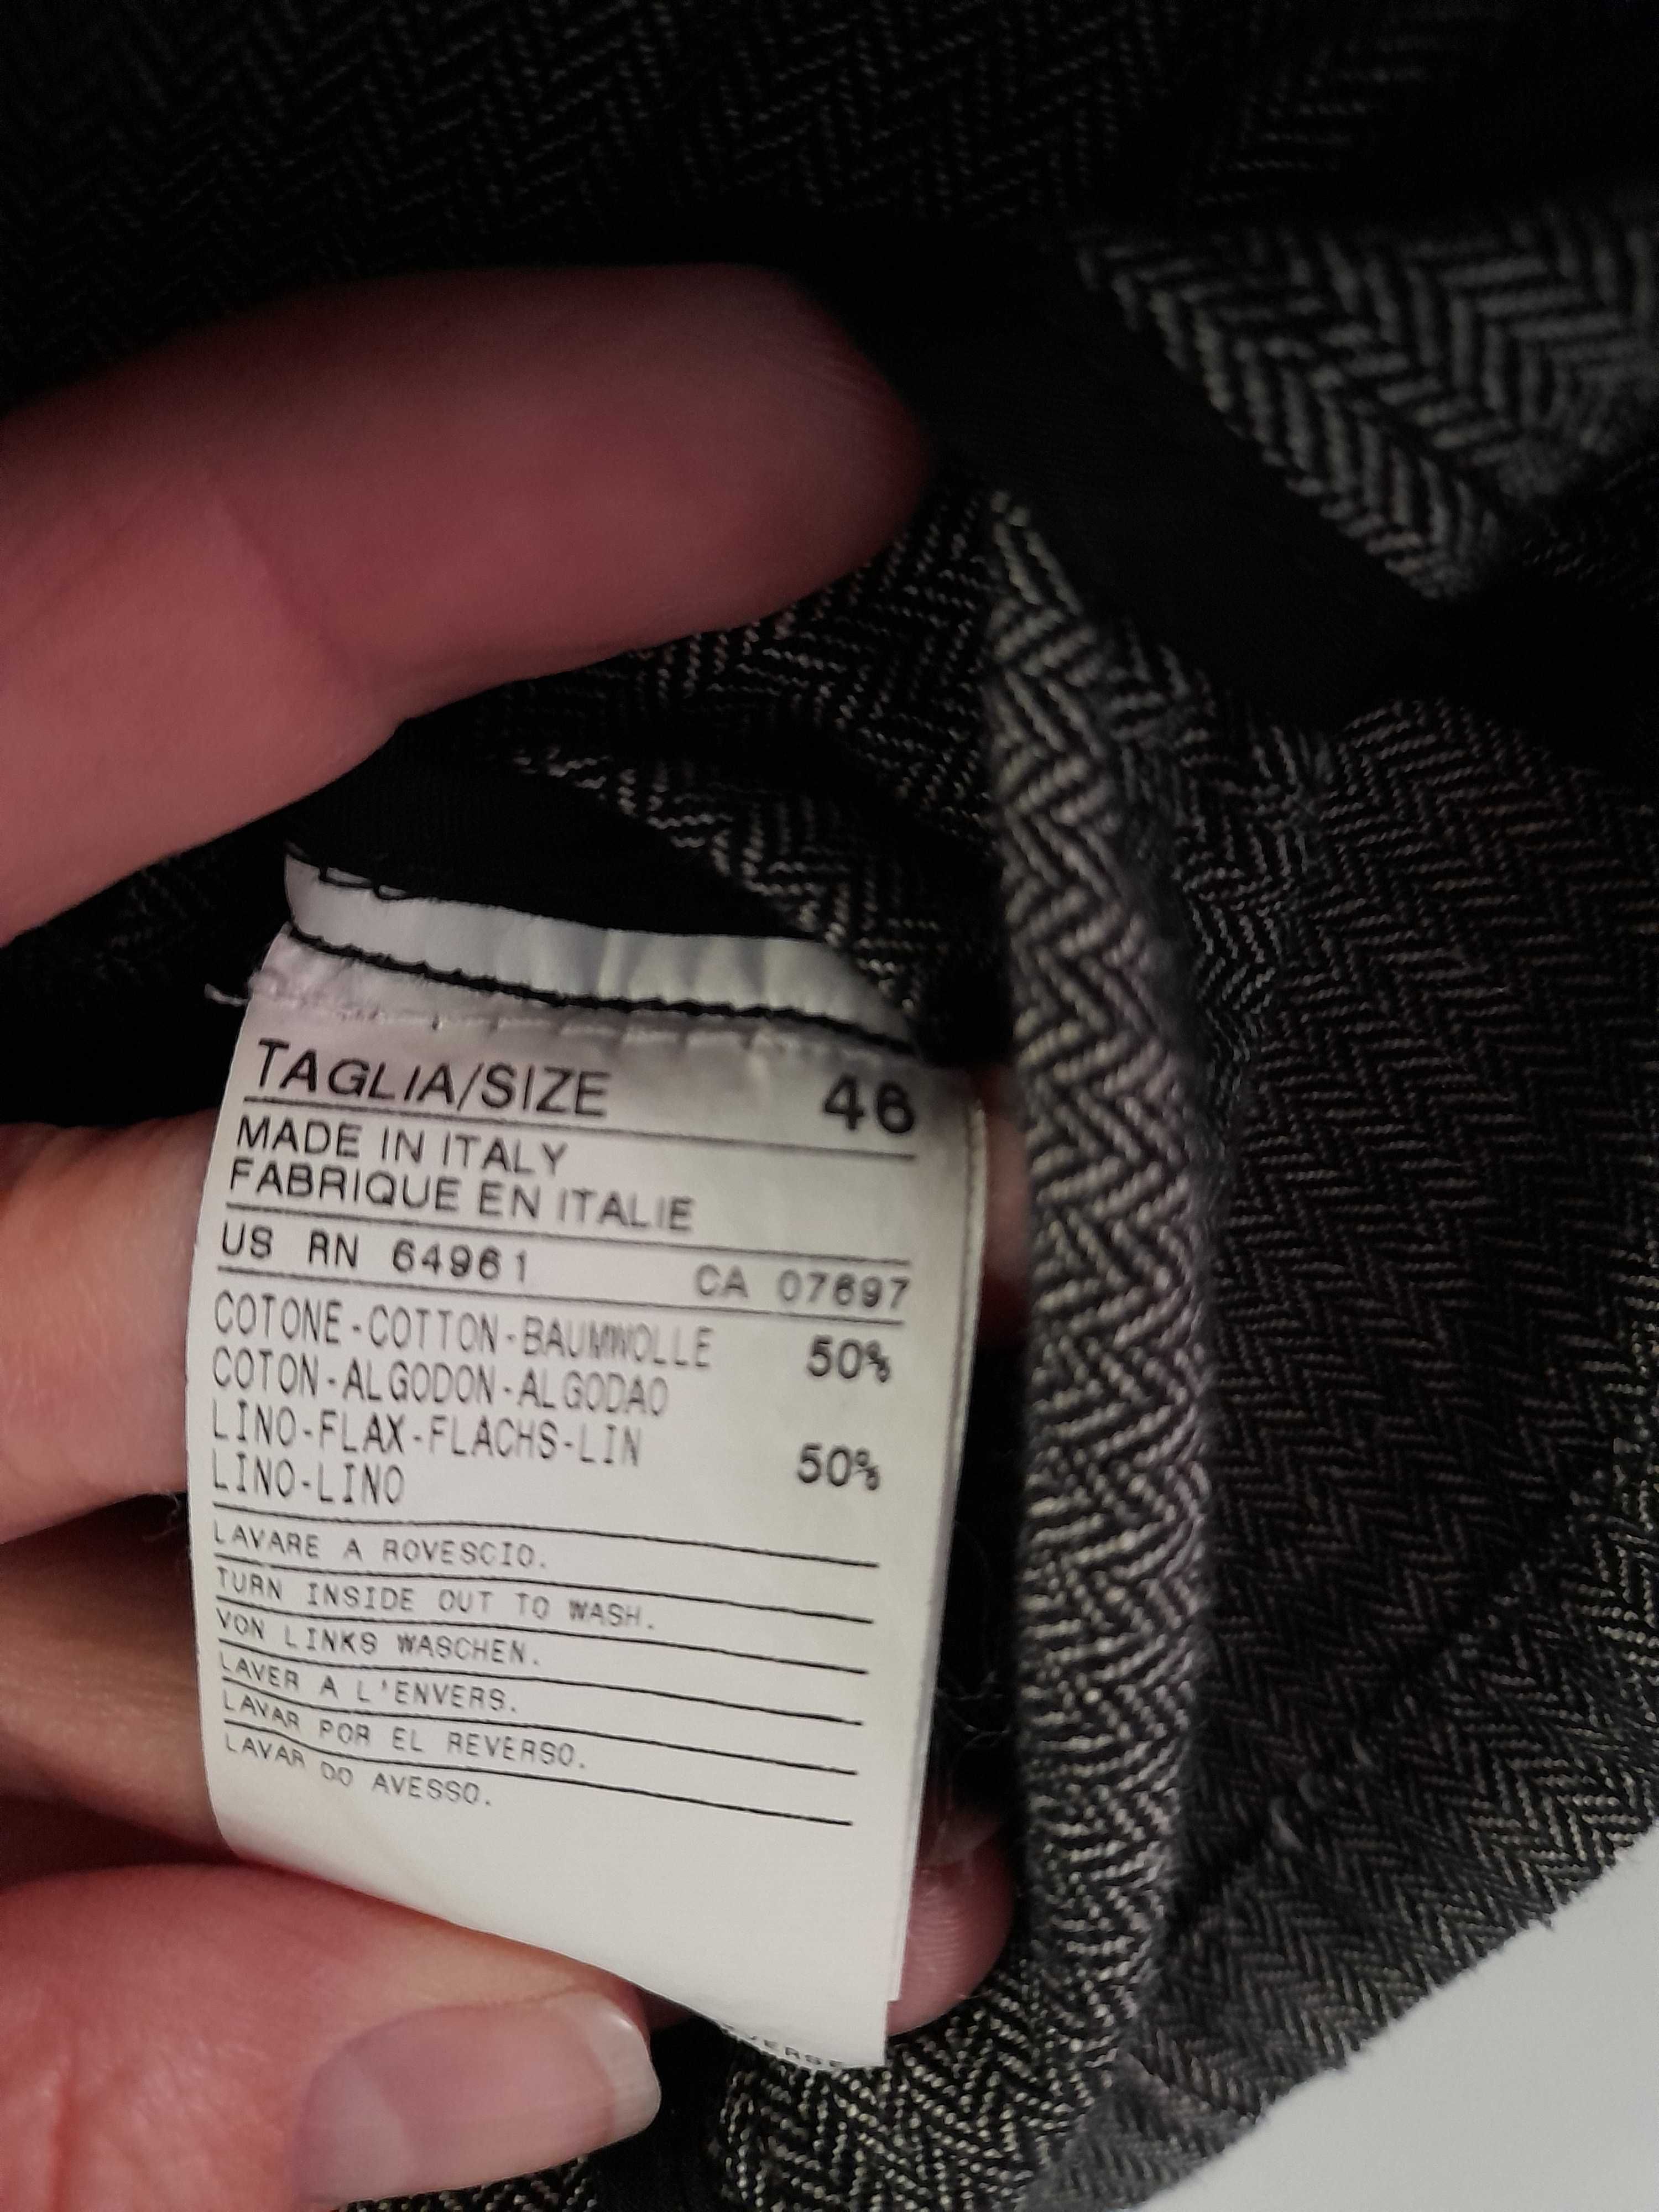 TAGLIA/SIZE 46
MADE IN ITALY
FABRIQUE EN ITALIE
US RN 64961 CA 07697
COTONE-COTTON-BAUMWOLLE 50%
COTON-ALGODON-ALGODAO
LINO-FLAX-FLACHS-LIN 50%
LINO-LINO
LAVARE A ROVESCIO.
TURN INSIDE OUT TO WASH.
VON LINKS WASCHEN.
LAVER A L'ENVERS.
LAVAR POR EL REVERSO.
LAVAR DO AVESSO.